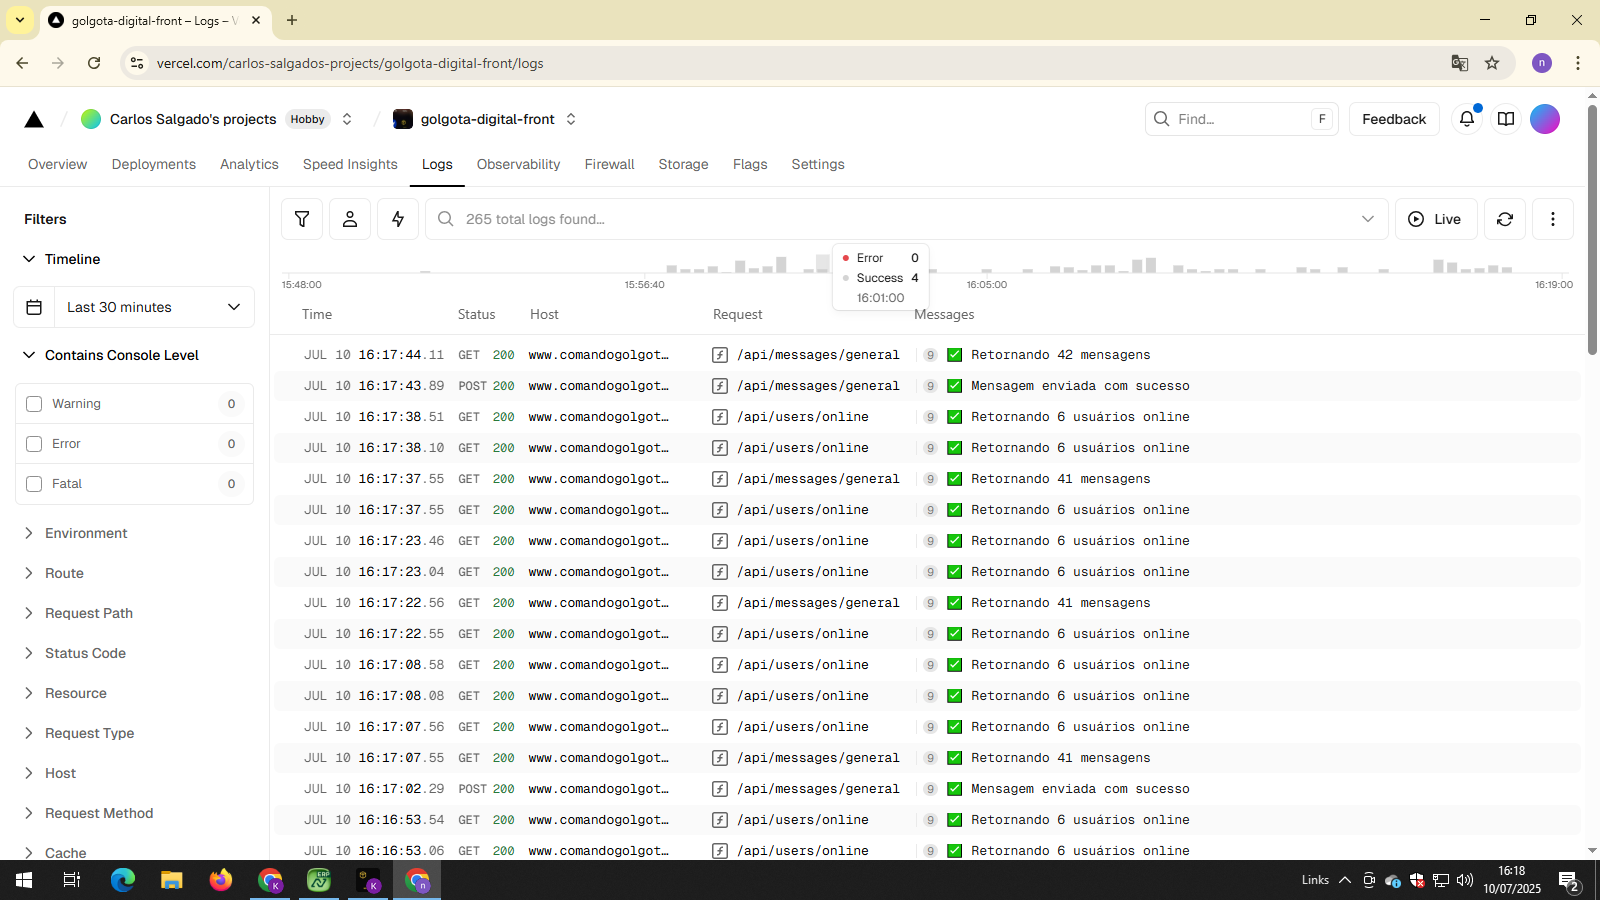 golgota-digital-front – Logs – V
vercel.com/carlos-salgados-projects/golgota-digital-front/logs
n
Carlos Salgado's projects Hobby golgota-digital-front
Find... F Feedback
Overview Deployments Analytics Speed Insights Logs Observability Firewall Storage Flags Settings
Filters
Timeline
Last 30 minutes
Contains Console Level
Warning 0
Error 0
Fatal 0
Environment
Route
Request Path
Status Code
Resource
Request Type
Host
Request Method
Cache
265 total logs found...
Live
Error 0
Success 4
16:01:00
15:48:00 15:56:40 16:05:00 16:19:00
Time Status Host Request Messages
JUL 10 16:17:44.11 GET 200 www.comandogolgot… /api/messages/general 9 ✅ Retornando 42 mensagens
JUL 10 16:17:43.89 POST 200 www.comandogolgot… /api/messages/general 9 ✅ Mensagem enviada com sucesso
JUL 10 16:17:38.51 GET 200 www.comandogolgot… /api/users/online 9 ✅ Retornando 6 usuários online
JUL 10 16:17:38.10 GET 200 www.comandogolgot… /api/users/online 9 ✅ Retornando 6 usuários online
JUL 10 16:17:37.55 GET 200 www.comandogolgot… /api/messages/general 9 ✅ Retornando 41 mensagens
JUL 10 16:17:37.55 GET 200 www.comandogolgot… /api/users/online 9 ✅ Retornando 6 usuários online
JUL 10 16:17:23.46 GET 200 www.comandogolgot… /api/users/online 9 ✅ Retornando 6 usuários online
JUL 10 16:17:23.04 GET 200 www.comandogolgot… /api/users/online 9 ✅ Retornando 6 usuários online
JUL 10 16:17:22.56 GET 200 www.comandogolgot… /api/messages/general 9 ✅ Retornando 41 mensagens
JUL 10 16:17:22.55 GET 200 www.comandogolgot… /api/users/online 9 ✅ Retornando 6 usuários online
JUL 10 16:17:08.58 GET 200 www.comandogolgot… /api/users/online 9 ✅ Retornando 6 usuários online
JUL 10 16:17:08.08 GET 200 www.comandogolgot… /api/users/online 9 ✅ Retornando 6 usuários online
JUL 10 16:17:07.56 GET 200 www.comandogolgot… /api/users/online 9 ✅ Retornando 6 usuários online
JUL 10 16:17:07.55 GET 200 www.comandogolgot… /api/messages/general 9 ✅ Retornando 41 mensagens
JUL 10 16:17:02.29 POST 200 www.comandogolgot… /api/messages/general 9 ✅ Mensagem enviada com sucesso
JUL 10 16:16:53.54 GET 200 www.comandogolgot… /api/users/online 9 ✅ Retornando 6 usuários online
JUL 10 16:16:53.06 GET 200 www.comandogolgot… /api/users/online 9 ✅ Retornando 6 usuários online
K ERP K n
Links
16:18
10/07/2025
2